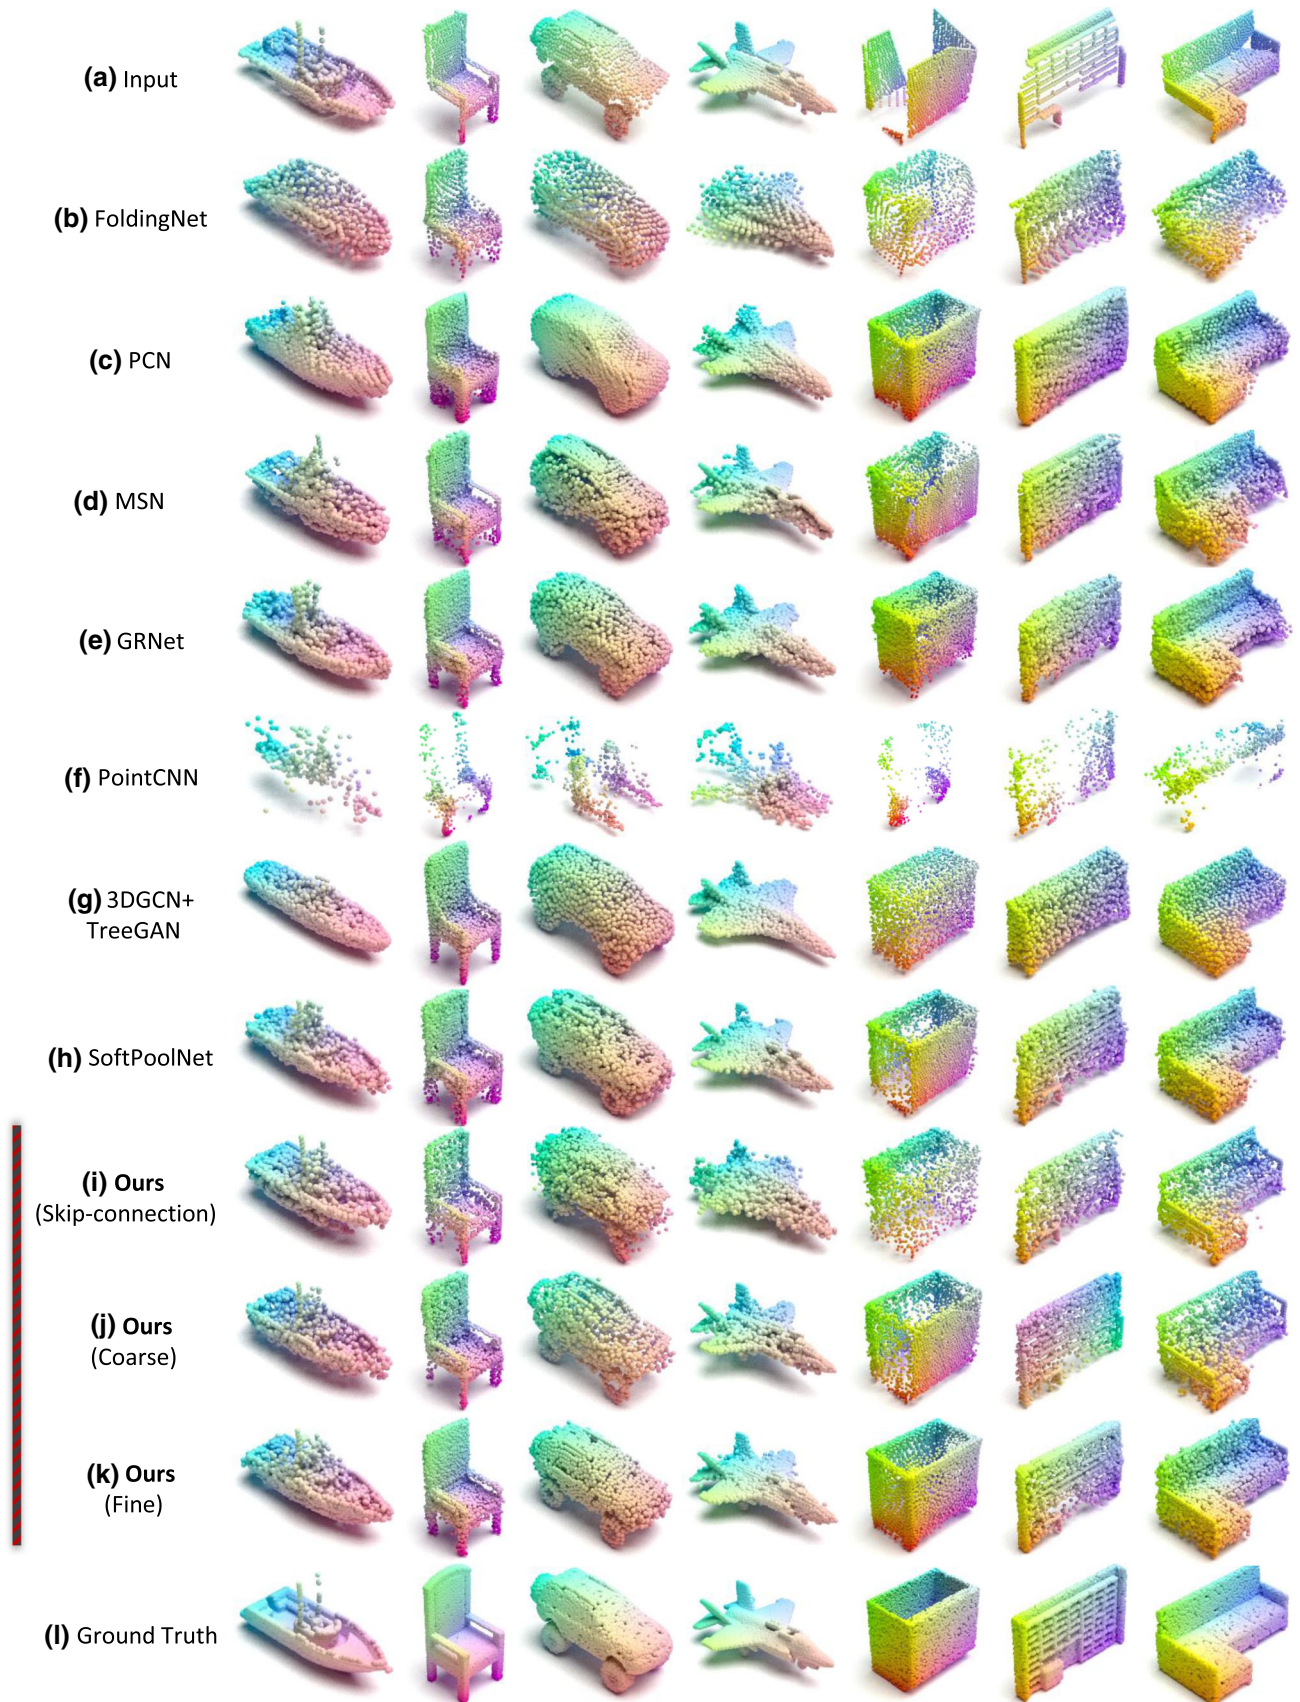 (a) Input
(b) FoldingNet
(c) PCN
(d) MSN
(e) GRNet
(f) PointCNN
(g) 3DGCN+
TreeGAN
(h) SoftPoolNet
(i) Ours
(Skip-connection)
(j) Ours
(Coarse)
(k) Ours
(Fine)
(l) Ground Truth